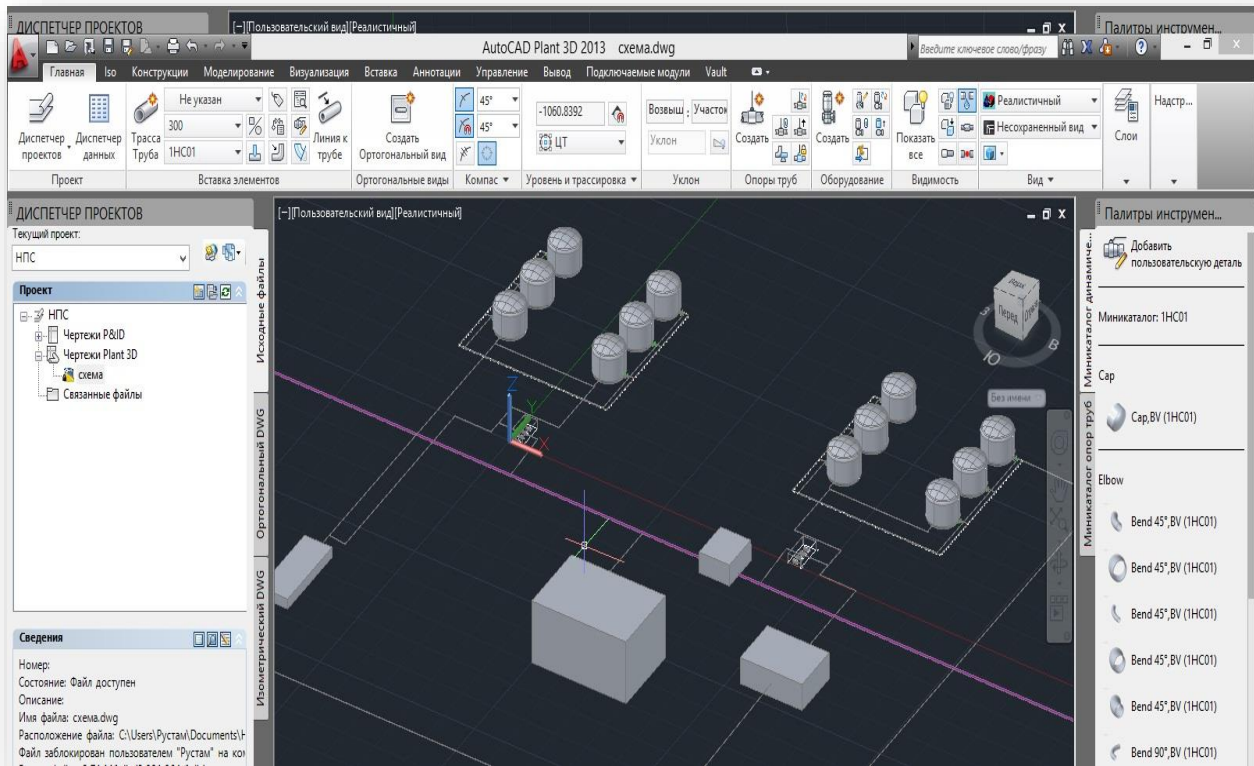 ДИСПЕТЧЕР ПРОЕКТОВ
[−][Пользовательский вид][Реалистичный]
Палитры инструмен...
AutoCAD Plant 3D 2013 схема.dwg
Введите ключевое слово/фразу
Главная Iso Конструкции Моделирование Визуализация Вставка Аннотации Управление Вывод Подключаемые модули Vault
Диспетчер проектов
Диспетчер данных
Проект
Трасса Труба
Не указан
300
1HC01
Линия к трубе
Вставка элементов
Создать Ортогональный вид
Ортогональные виды
45°
45°
Компас
-1060.8392
ЦТ
Уровень и трассировка
Возвыш : Участок
Уклон
Уклон
Создать
Опоры труб
Создать
Оборудование
Показать все
Видимость
Реалистичный
Несохраненный вид
Вид
Слои
Надстр...
ДИСПЕТЧЕР ПРОЕКТОВ
Текущий проект:
НПС
Проект
НПС
Чертежи P&ID
Чертежи Plant 3D
схема
Связанные файлы
Исходные файлы
Ортогональный DWG
Изометрический DWG
Сведения
Номер:
Состояние: Файл доступен
Описание:
Имя файла: схема.dwg
Расположение файла: C:\Users\Рустам\Documents\Н
Файл заблокирован пользователем "Рустам" на ко
[−][Пользовательский вид][Реалистичный]
Z
Y
X
Перед
Ю
В
Без имени
Палитры инструмен...
Миникаталог динамиче...
Миникаталог опор труб
Добавить
пользовательскую деталь
Миникаталог: 1HC01
Cap
Cap,BV (1HC01)
Elbow
Bend 45°,BV (1HC01)
Bend 45°,BV (1HC01)
Bend 45°,BV (1HC01)
Bend 45°,BV (1HC01)
Bend 45°,BV (1HC01)
Bend 90°,BV (1HC01)